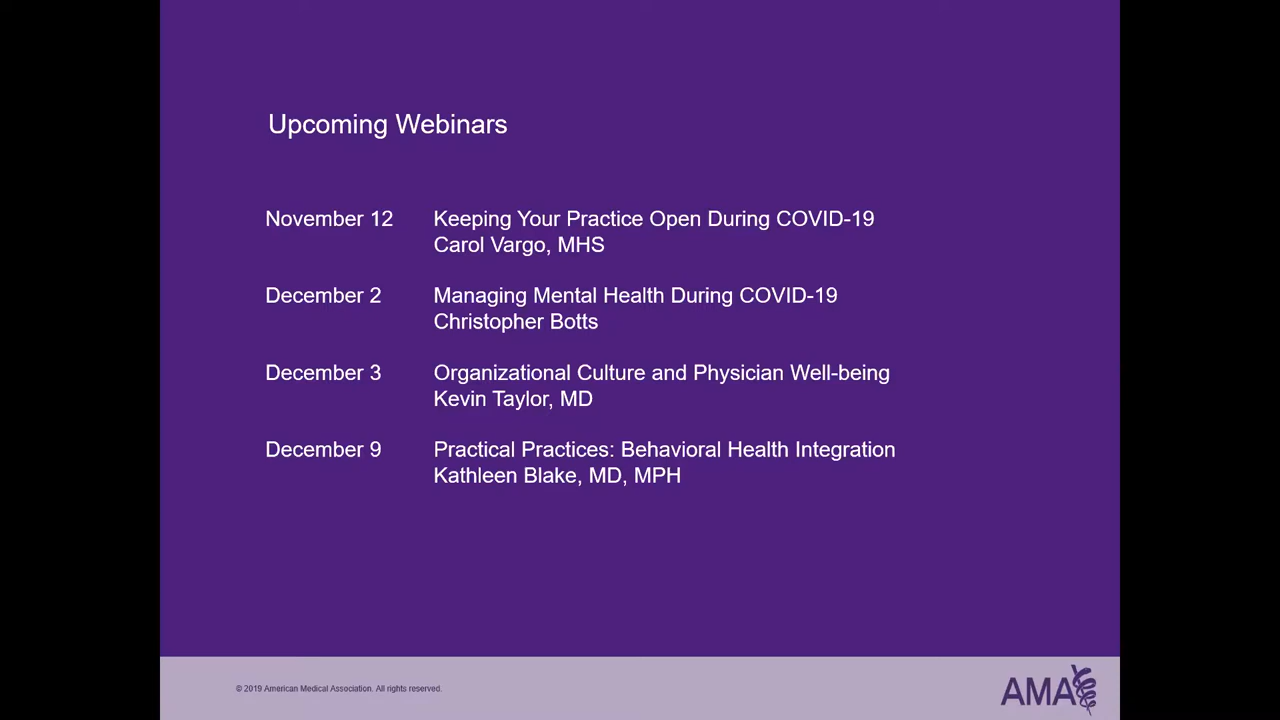 Upcoming Webinars
November 12 Keeping Your Practice Open During COVID-19
Carol Vargo, MHS
December 2 Managing Mental Health During COVID-19
Christopher Botts
December 3 Organizational Culture and Physician Well-being
Kevin Taylor, MD
December 9 Practical Practices: Behavioral Health Integration
Kathleen Blake, MD, MPH
© 2019 American Medical Association. All rights reserved.
AMA